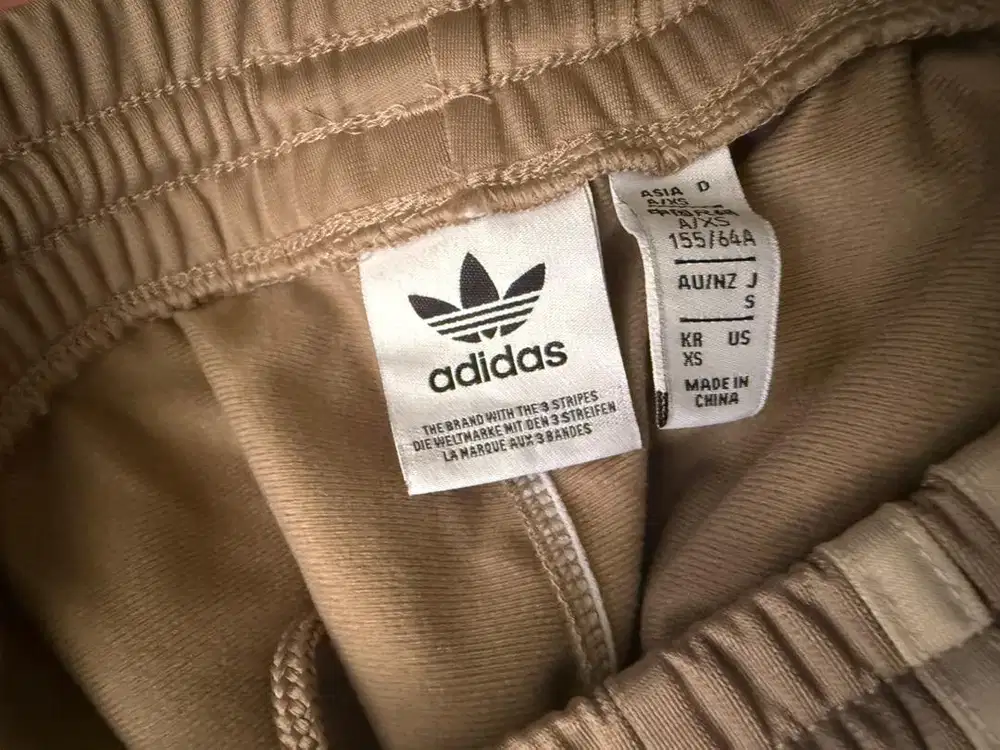 adidas
THE BRAND WITH THE 3 STRIPES
DIE WELTMARKE MIT DEN 3 STREIFEN
LA MARQUE AUX 3 BANDES
ASIA D
A/XS
A/XS
155/64A
AU/NZ J
S
KR US
XS
MADE IN
CHINA